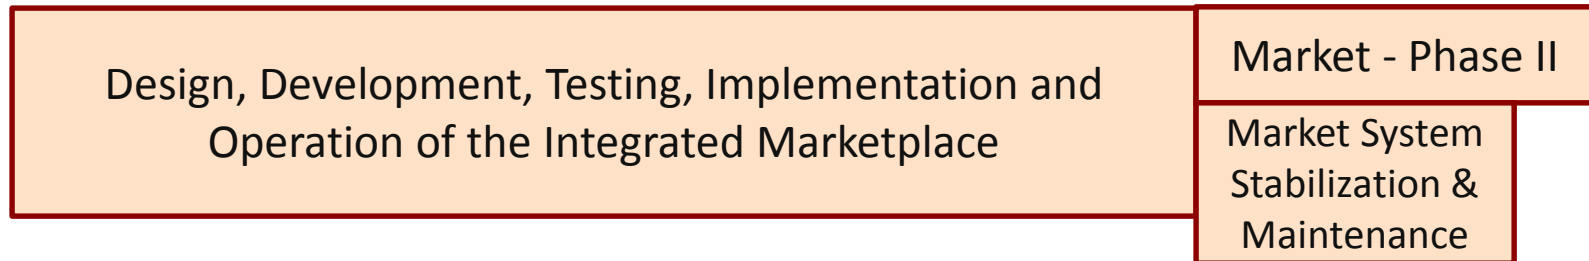 Design, Development, Testing, Implementation and
Operation of the Integrated Marketplace
Market - Phase II
Market System
Stabilization &
Maintenance